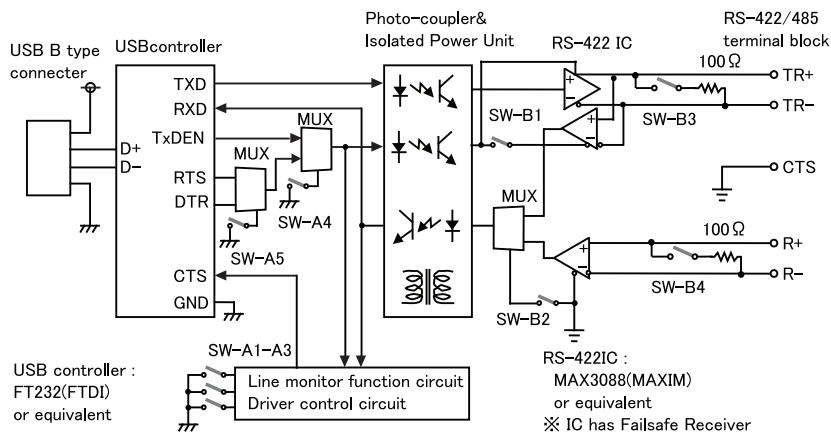 Photo-coupler&
Isolated Power Unit
RS-422/485
terminal block
USB B type
connecter
USBcontroller
RS-422 IC
100Ω
TXD
TR+
RXD
TR-
SW-B1
SW-B3
TxDEN
MUX
D+
MUX
D-
RTS
CTS
MUX
DTR
SW-A4
100Ω
SW-A5
R+
CTS
R-
SW-B4
GND
SW-B2
SW-A1-A3
RS-422IC :
USB controller :
FT232(FTDI)
or equivalent
Line monitor function circuit
Driver control circuit
MAX3088(MAXIM)
or equivalent
※ IC has Failsafe Receiver